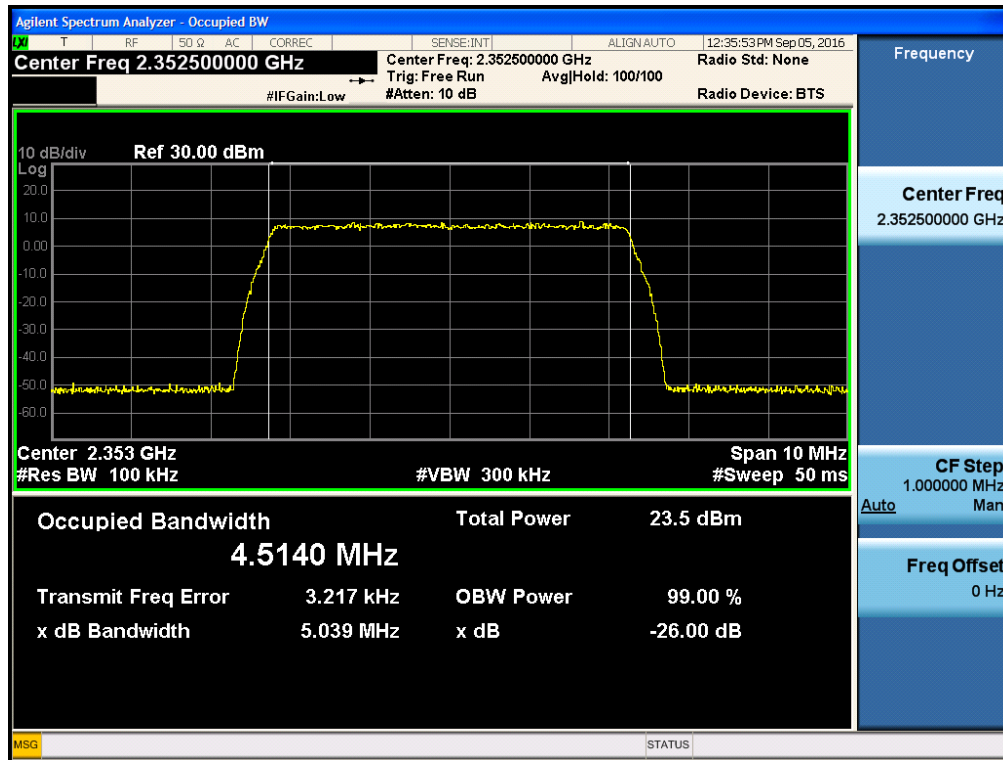 Agilent Spectrum Analyzer - Occupied BW
LXI T RF 50 Ω AC CORREC SENSE:INT ALIGN AUTO 12:35:53 PM Sep 05, 2016
Center Freq 2.352500000 GHz
Center Freq: 2.352500000 GHz Radio Std: None
Trig: Free Run Avg|Hold: 100/100
#IFGain:Low #Atten: 10 dB Radio Device: BTS
10 dB/div Ref 30.00 dBm
Log
20.0
10.0
0.00
-10.0
-20.0
-30.0
-40.0
-50.0
-60.0
Center 2.353 GHz Span 10 MHz
#Res BW 100 kHz #VBW 300 kHz #Sweep 50 ms
Occupied Bandwidth Total Power 23.5 dBm
4.5140 MHz
Transmit Freq Error 3.217 kHz OBW Power 99.00 %
x dB Bandwidth 5.039 MHz x dB -26.00 dB
Frequency
Center Freq
2.352500000 GHz
CF Step
1.000000 MHz
Auto Man
Freq Offset
0 Hz
MSG STATUS